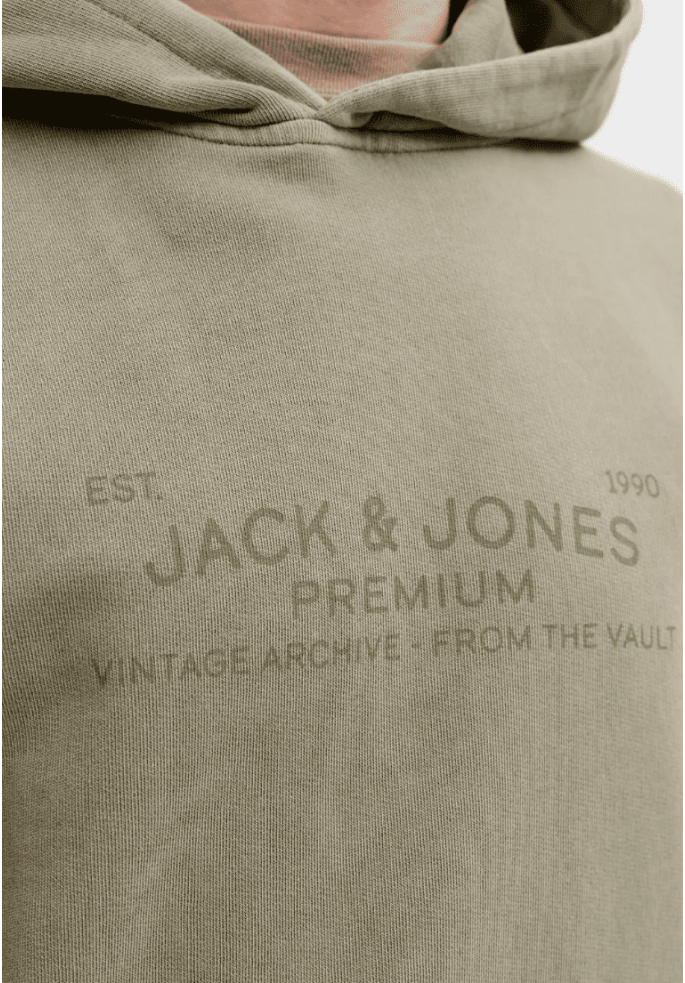 EST. 1990
JACK & JONES
PREMIUM
VINTAGE ARCHIVE - FROM THE VAULT